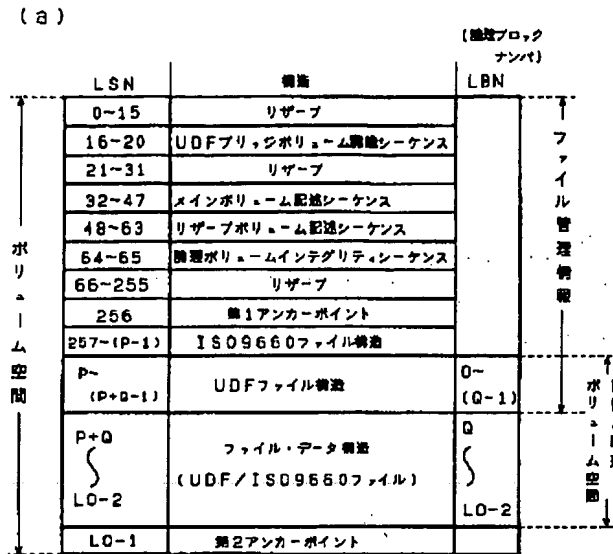 (a)
(論理ブロック
ナンバ)
LSN 構造 LBN
0~15 リザーブ
16~20 UDFブリッジボリューム認識シーケンス
21~31 リザーブ
32~47 メインボリューム記述シーケンス
48~63 リザーブボリューム記述シーケンス
64~65 論理ボリュームインテグリティシーケンス
66~255 リザーブ
256 第1アンカーポイント
257~(P-1) ISO9660ファイル構造
P~ UDFファイル構造 0~
(P+Q-1) (Q-1)
P+Q ファイル・データ構造 Q
(UDF/ISO9660ファイル)
LO-2 LO-2
LO-1 第2アンカーポイント
ボリューム空間
ファイル管理情報
ボリューム空間